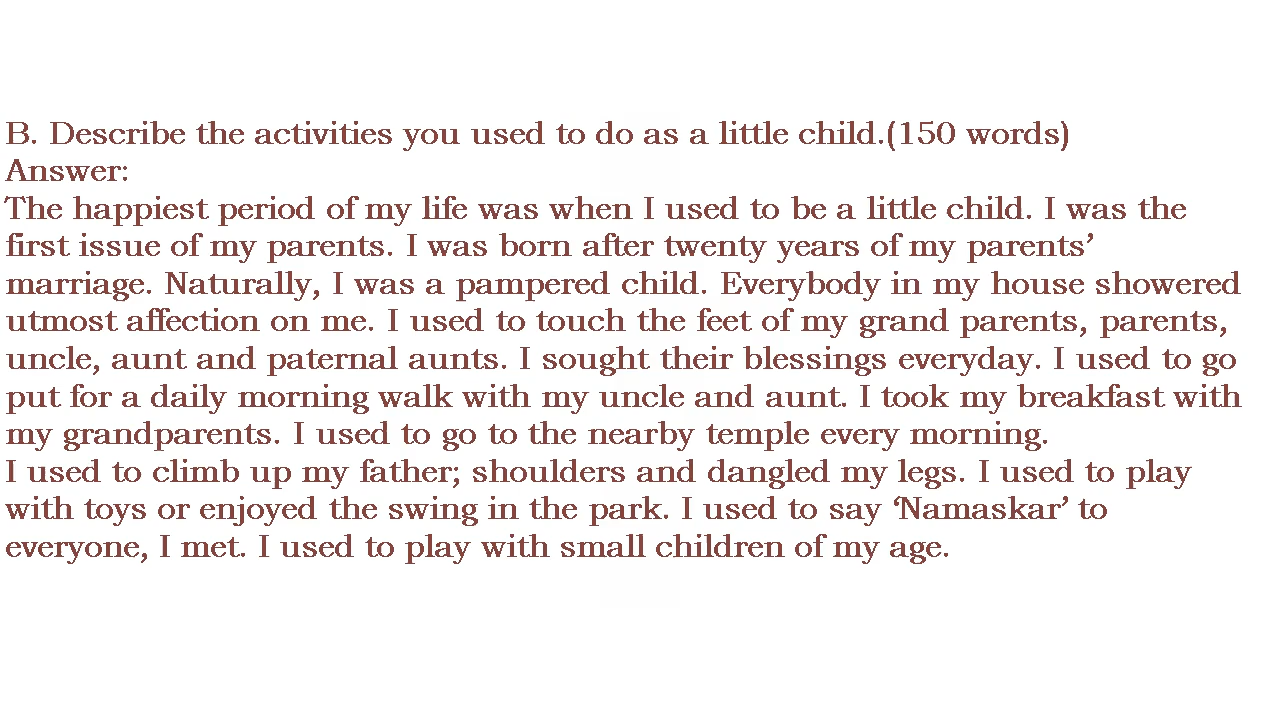 B. Describe the activities you used to do as a little child.(150 words)
Answer:
The happiest period of my life was when I used to be a little child. I was the
first issue of my parents. I was born after twenty years of my parents’
marriage. Naturally, I was a pampered child. Everybody in my house showered
utmost affection on me. I used to touch the feet of my grand parents, parents,
uncle, aunt and paternal aunts. I sought their blessings everyday. I used to go
put for a daily morning walk with my uncle and aunt. I took my breakfast with
my grandparents. I used to go to the nearby temple every morning.
I used to climb up my father; shoulders and dangled my legs. I used to play
with toys or enjoyed the swing in the park. I used to say ‘Namaskar’ to
everyone, I met. I used to play with small children of my age.